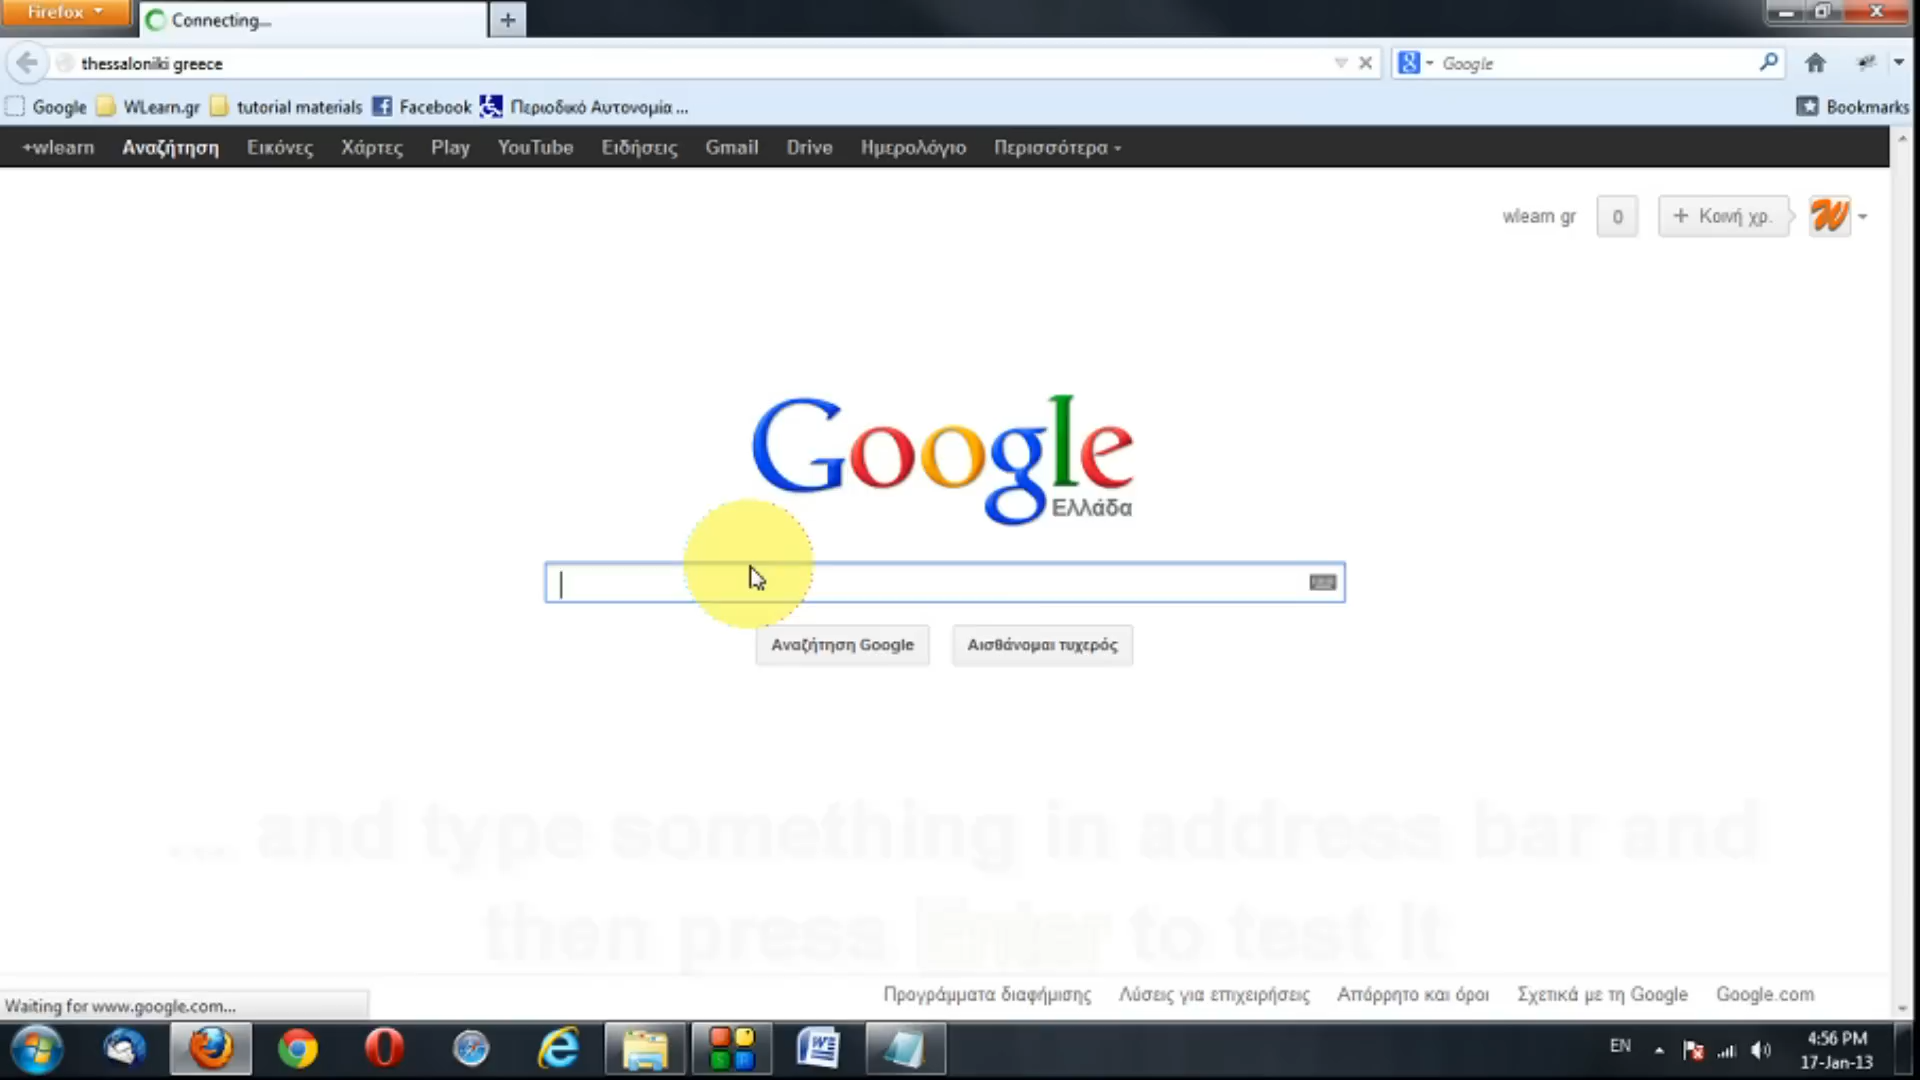 Firefox
Connecting...
thessaloniki greece
Google
Google
WLearn.gr
tutorial materials
Facebook
Περιοδικό Αυτονομία ...
Bookmarks
+wlearn Αναζήτηση Εικόνες Χάρτες Play YouTube Ειδήσεις Gmail Drive Ημερολόγιο Περισσότερα
wlearn gr 0 + Κοινή χρ.
Google
Ελλάδα
Αναζήτηση Google
Αισθάνομαι τυχερός
... and type something in address bar and
then press Enter to test it
Προγράμματα διαφήμισης Λύσεις για επιχειρήσεις Απόρρητο και όροι Σχετικά με τη Google Google.com
Waiting for www.google.com...
EN
4:56 PM
17-Jan-13